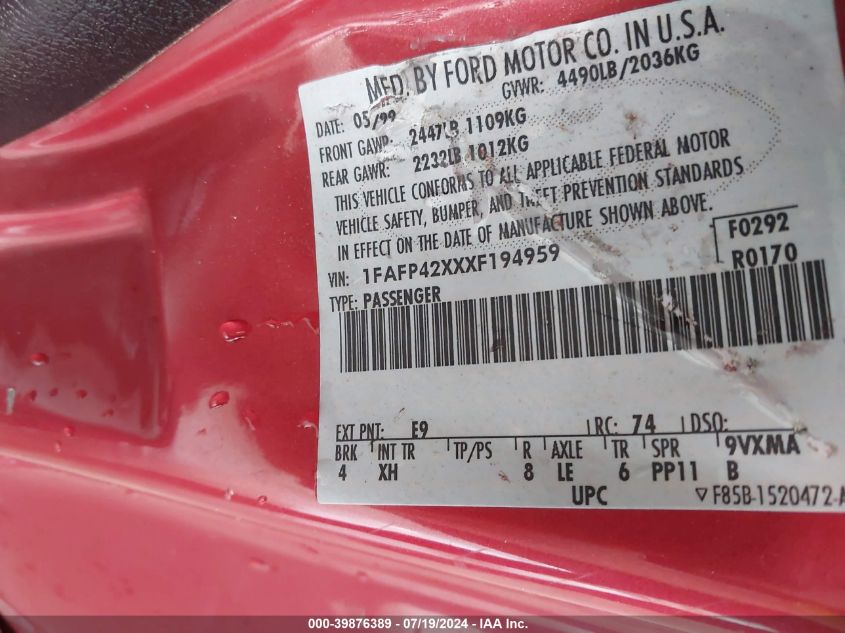 MFD. BY FORD MOTOR CO. IN U.S.A.
DATE: 05/99 GVWR: 4490LB/2036KG
FRONT GAWR: 2447LB 1109KG
REAR GAWR: 2232LB 1012KG
THIS VEHICLE CONFORMS TO ALL APPLICABLE FEDERAL MOTOR
VEHICLE SAFETY, BUMPER, AND THEFT PREVENTION STANDARDS
IN EFFECT ON THE DATE OF MANUFACTURE SHOWN ABOVE.
VIN: 1FAFP42XXXF194959 F0292
TYPE: PASSENGER R0170
EXT PNT: E9 RC: 74 DSO:
BRK INT TR TP/PS R AXLE TR SPR 9VXMA
4 XH 8 LE 6 PP11 B
UPC ▽F85B-1520472-A
000-39876389 - 07/19/2024 - IAA Inc.